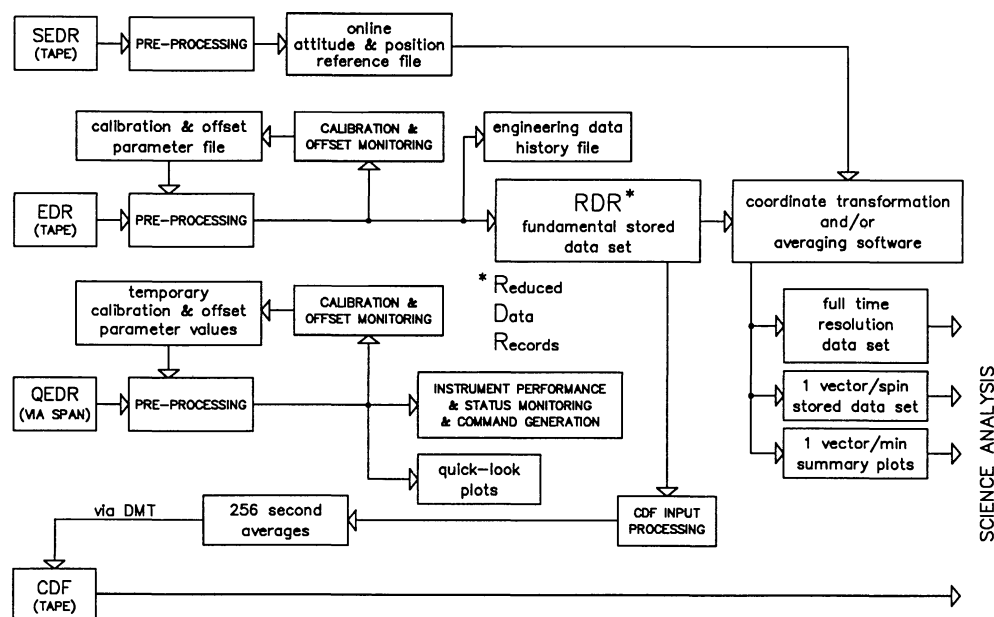 SEDR
(TAPE)
PRE-PROCESSING
online
attitude & position
reference file
calibration & offset
parameter file
CALIBRATION &
OFFSET MONITORING
engineering data
history file
EDR
(TAPE)
PRE-PROCESSING
RDR*
fundamental stored
data set
coordinate transformation
and/or
averaging software
temporary
calibration & offset
parameter values
CALIBRATION &
OFFSET MONITORING
* Reduced
Data
Records
full time
resolution
data set
QEDR
(VIA SPAN)
PRE-PROCESSING
INSTRUMENT PERFORMANCE
& STATUS MONITORING
& COMMAND GENERATION
1 vector/spin
stored data set
quick-look
plots
1 vector/min
summary plots
SCIENCE ANALYSIS
via DMT
256 second
averages
CDF INPUT
PROCESSING
CDF
(TAPE)